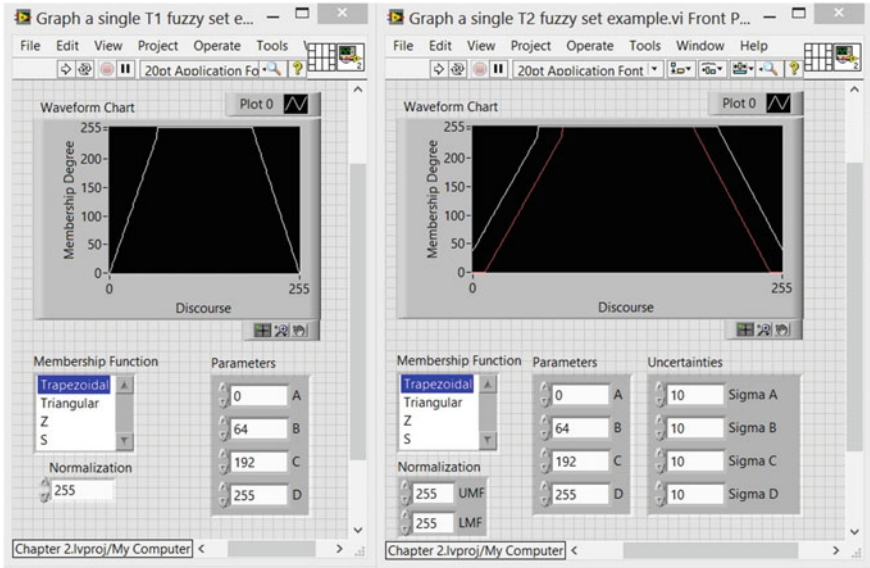 Graph a single T1 fuzzy set e...
File Edit View Project Operate Tools
20pt Application Fo
?
2
Waveform Chart
Plot 0
Membership Degree
255
200
150
100
50
0
0
255
Discourse
Membership Function
Trapezoidal
Triangular
Z
S
Normalization
255
Parameters
0 A
64 B
192 C
255 D
Chapter 2.lvproj/My Computer
Graph a single T2 fuzzy set example.vi Front P...
File Edit View Project Operate Tools Window Help
20pt Application Font
?
2
Waveform Chart
Plot 0
Membership Degree
255
200
150
100
50
0
0
255
Discourse
Membership Function
Trapezoidal
Triangular
Z
S
Normalization
255 UMF
255 LMF
Parameters
0 A
64 B
192 C
255 D
Uncertainties
10 Sigma A
10 Sigma B
10 Sigma C
10 Sigma D
Chapter 2.lvproj/My Computer